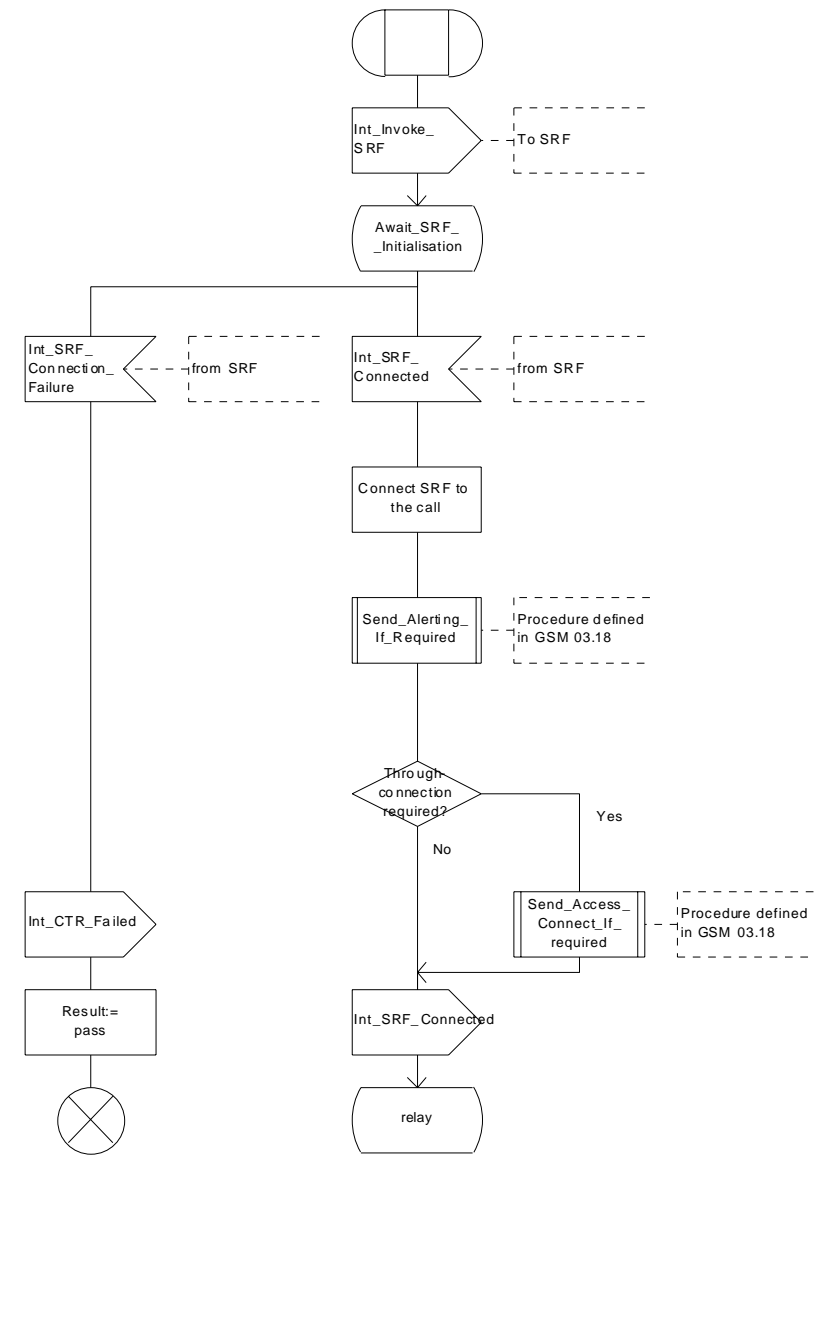 Int_Invoke_
SRF
To SRF
Await_SRF_
_Initialisation
Int_SRF_
Connection_
Failure
from SRF
Int_SRF_
Connected
from SRF
Connect SRF to
the call
Send_Alerting_
If_Required
Procedure defined
in GSM 03.18
Through-
connection
required?
Yes
No
Int_CTR_Failed
Send_Access_
Connect_If_
required
Procedure defined
in GSM 03.18
Result:=
pass
Int_SRF_Connected
relay